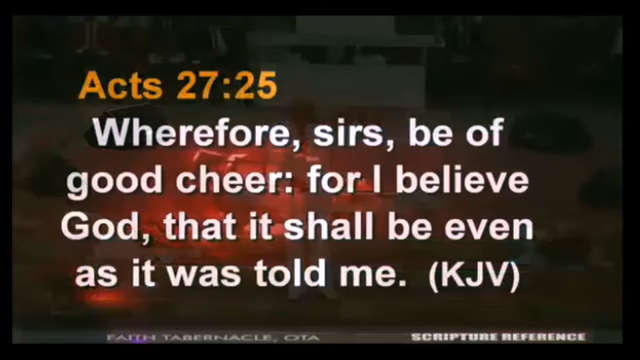 Acts 27:25
Wherefore, sirs, be of
good cheer: for I believe
God, that it shall be even
as it was told me. (KJV)
FAITH TABERNACLE, OTA SCRIPTURE REFERENCE